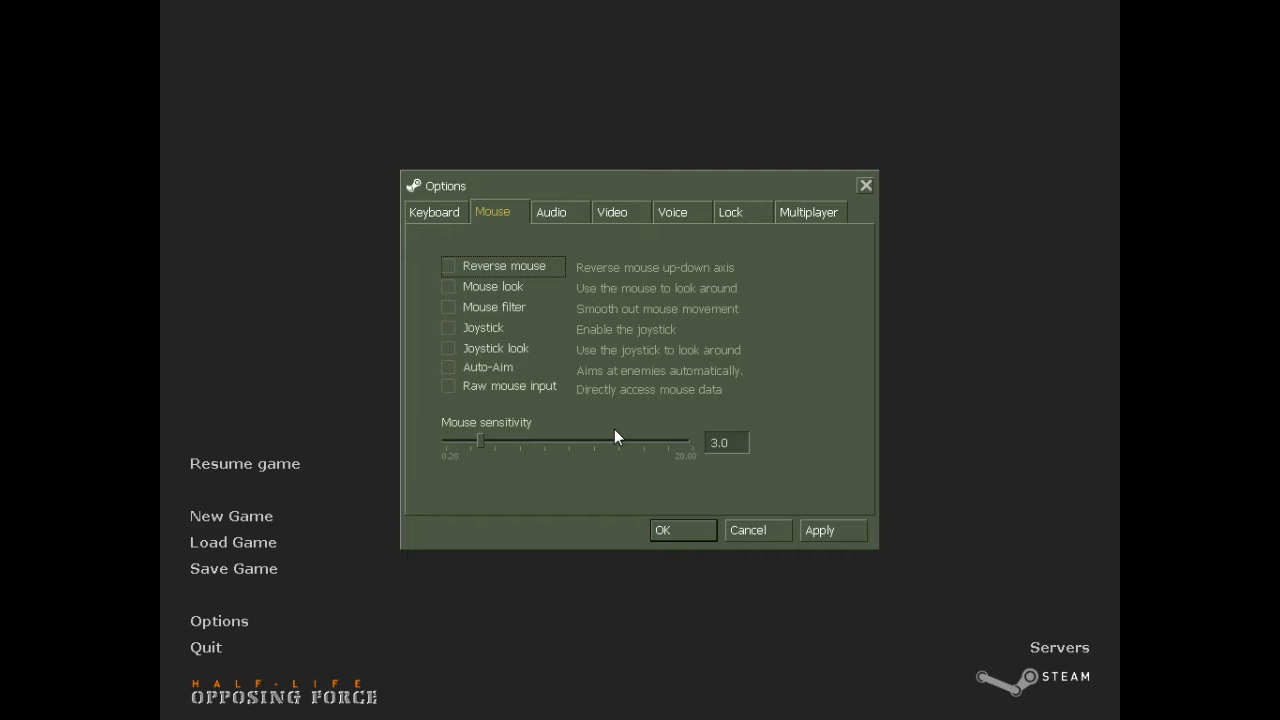 Options
Keyboard Mouse Audio Video Voice Lock Multiplayer
Reverse mouse Reverse mouse up-down axis
Mouse look Use the mouse to look around
Mouse filter Smooth out mouse movement
Joystick Enable the joystick
Joystick look Use the joystick to look around
Auto-Aim Aims at enemies automatically.
Raw mouse input Directly access mouse data
Mouse sensitivity
3.0
0.20 20.00
OK Cancel Apply
Resume game
New Game
Load Game
Save Game
Options
Quit
HALF-LIFE
OPPOSING FORCE
Servers
STEAM